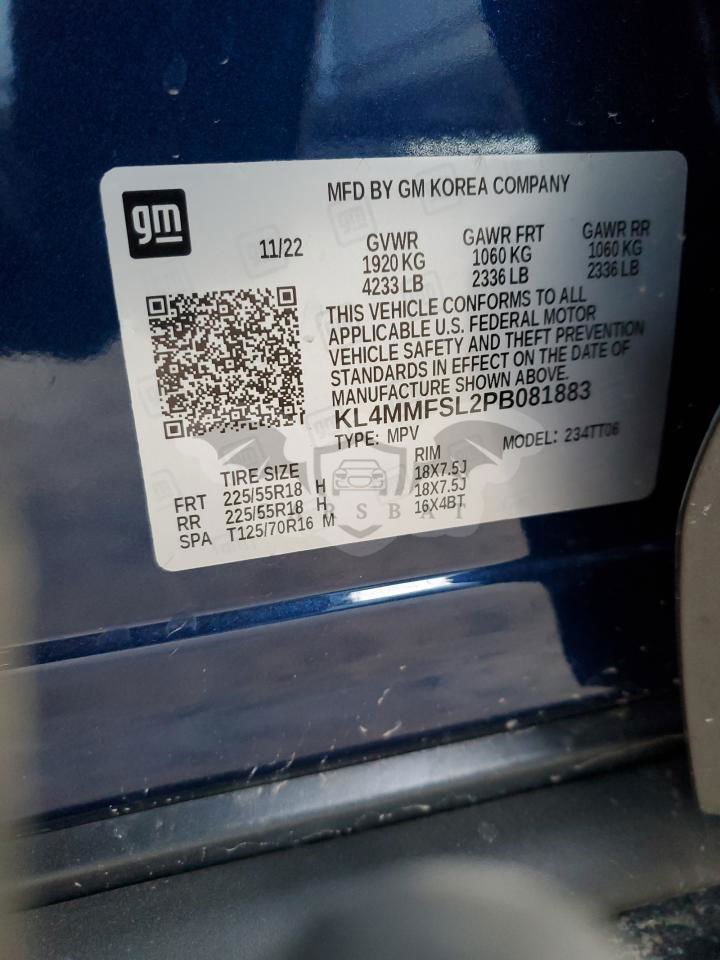 gm
MFD BY GM KOREA COMPANY
11/22
GVWR
1920 KG
4233 LB
GAWR FRT
1060 KG
2336 LB
GAWR RR
1060 KG
2336 LB
THIS VEHICLE CONFORMS TO ALL
APPLICABLE U.S. FEDERAL MOTOR
VEHICLE SAFETY AND THEFT PREVENTION
STANDARDS IN EFFECT ON THE DATE OF
MANUFACTURE SHOWN ABOVE.
KL4MMFSL2PB081883
TYPE: MPV
MODEL: 234TT06
TIRE SIZE RIM
FRT 225/55R18 H 18X7.5J
RR 225/55R18 H 18X7.5J
SPA T125/70R16 M 16X4BT